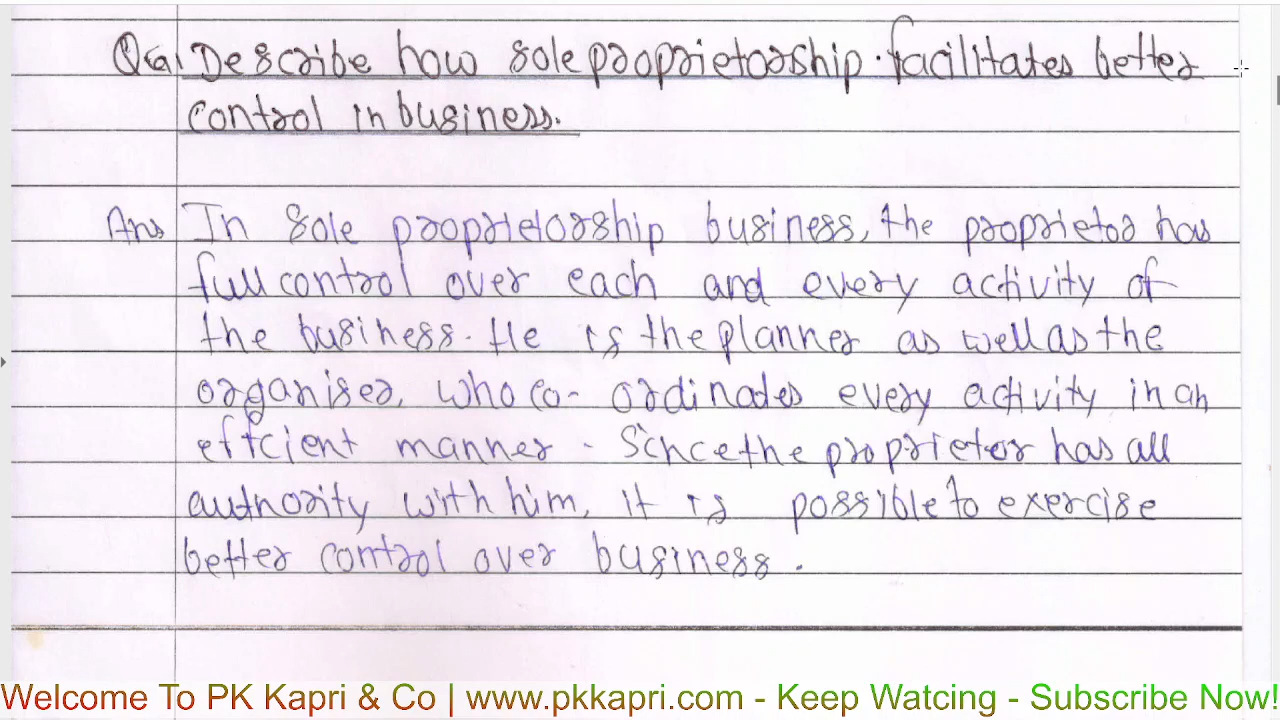 Q6. Describe how sole proprietorship facilitates better
control in business.
Ans In sole proprietorship business, the proprietor has
full control over each and every activity of
the business. He is the planner as well as the
organiser, who co-ordinates every activity in an
effcient manner. Since the proprietor has all
authority with him, it is possible to exercise
better control over business.
Welcome To PK Kapri & Co | www.pkkapri.com - Keep Watcing - Subscribe Now!